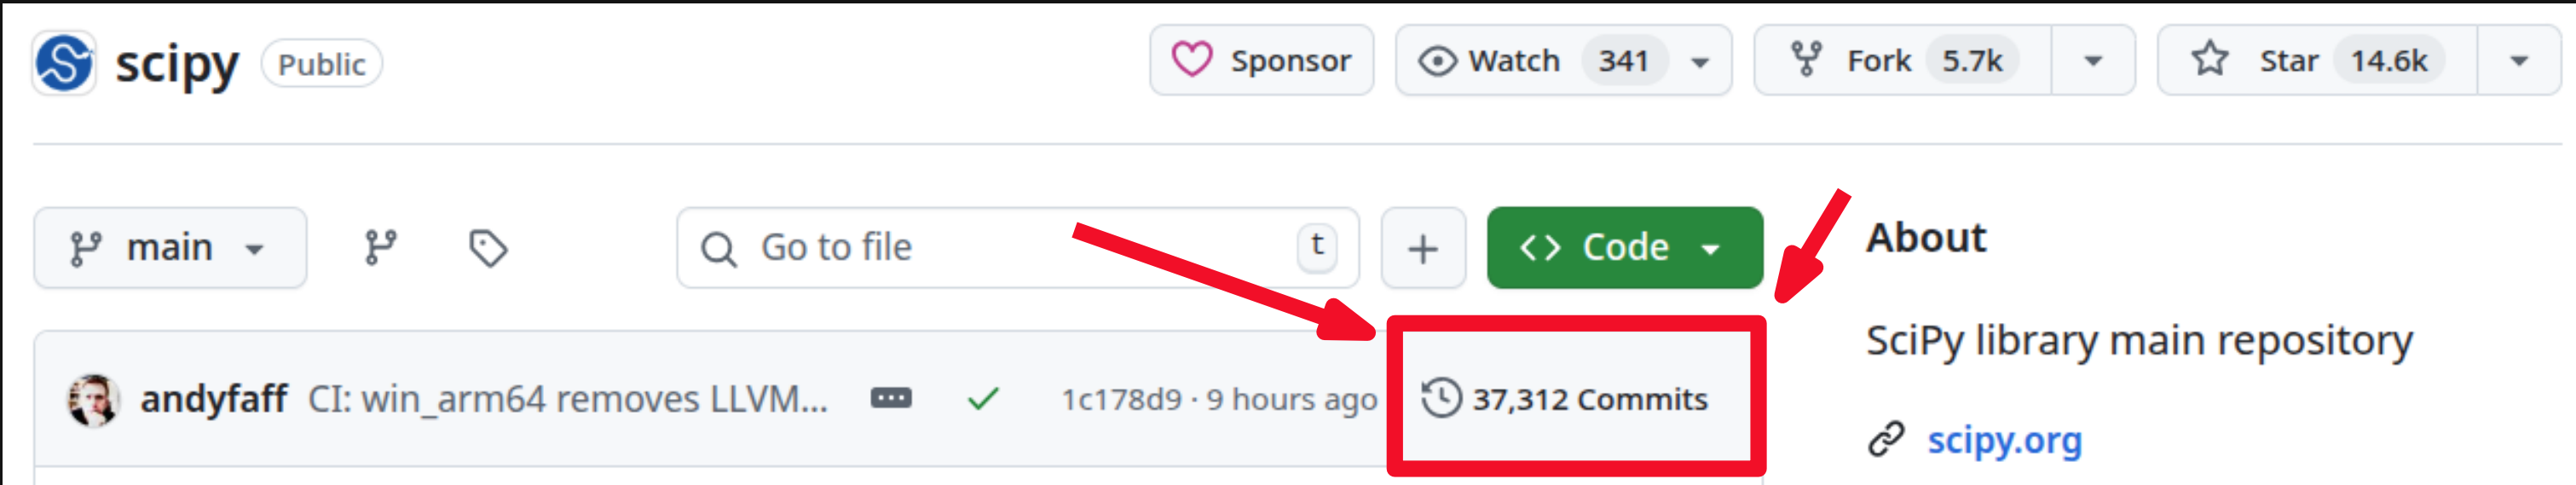 scipy Public Sponsor Watch 341 Fork 5.7k Star 14.6k
main Go to file t Code
About
SciPy library main repository
andyfaff CI: win_arm64 removes LLVM... 1c178d9 · 9 hours ago 37,312 Commits
scipy.org